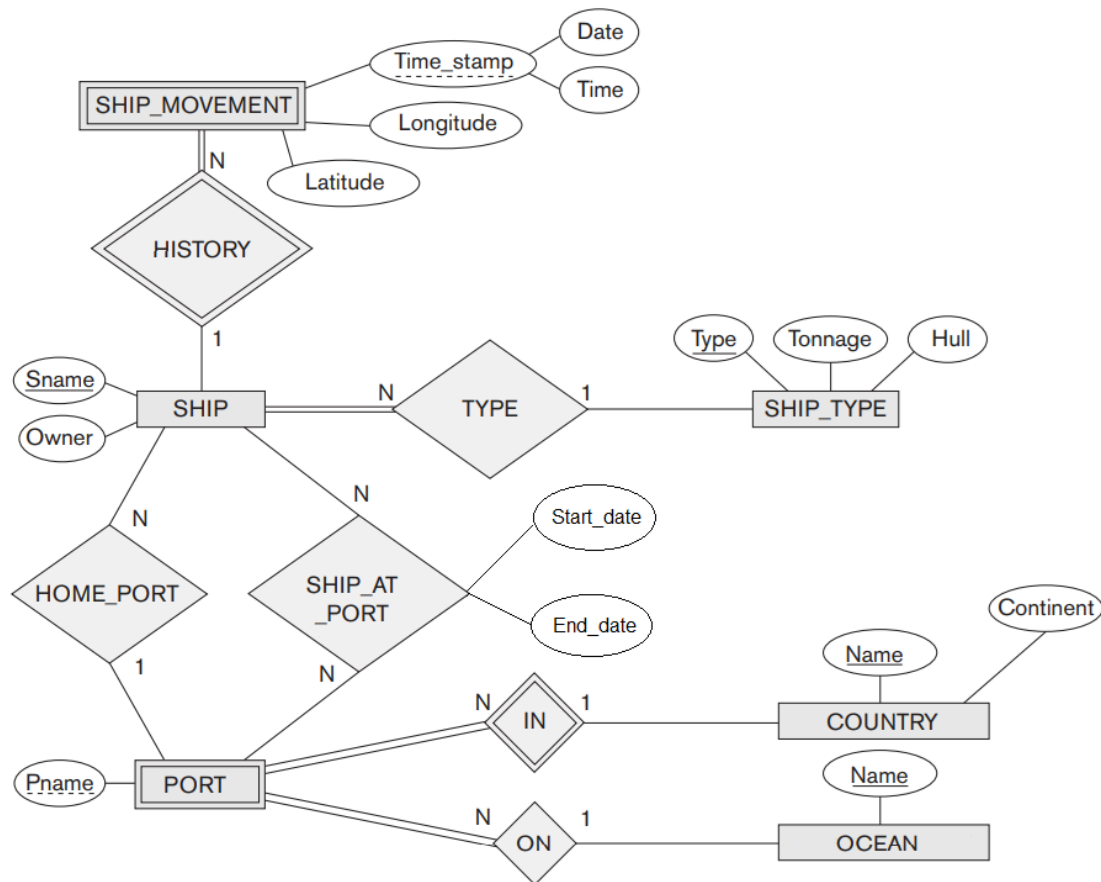 Date
Time_stamp
Time
SHIP_MOVEMENT
Longitude
N
Latitude
HISTORY
1
Type
Tonnage
Hull
Sname
N
TYPE
1
SHIP
SHIP_TYPE
Owner
N
N
Start_date
HOME_PORT
SHIP_AT
_PORT
End_date
Continent
Name
1
N
N
IN
1
COUNTRY
Pname
PORT
Name
N
1
ON
OCEAN